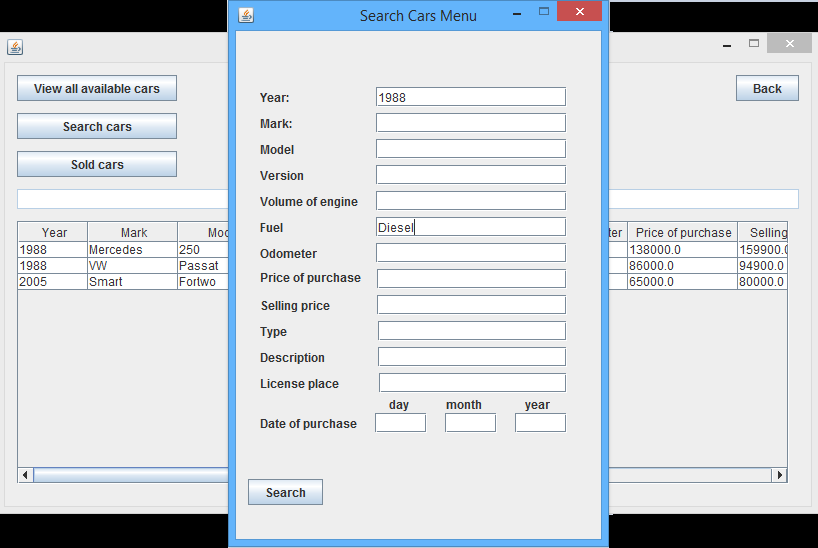 Search Cars Menu
View all available cars
Back
Search cars
Sold cars
Year: 1988
Mark:
Model
Version
Volume of engine
Fuel Diesel
Odometer
Price of purchase
Selling price
Type
Description
License place
day month year
Date of purchase
Search
Year Mark Mod ter Price of purchase Selling
1988 Mercedes 250 138000.0 159900.0
1988 VW Passat 86000.0 94900.0
2005 Smart Fortwo 65000.0 80000.0